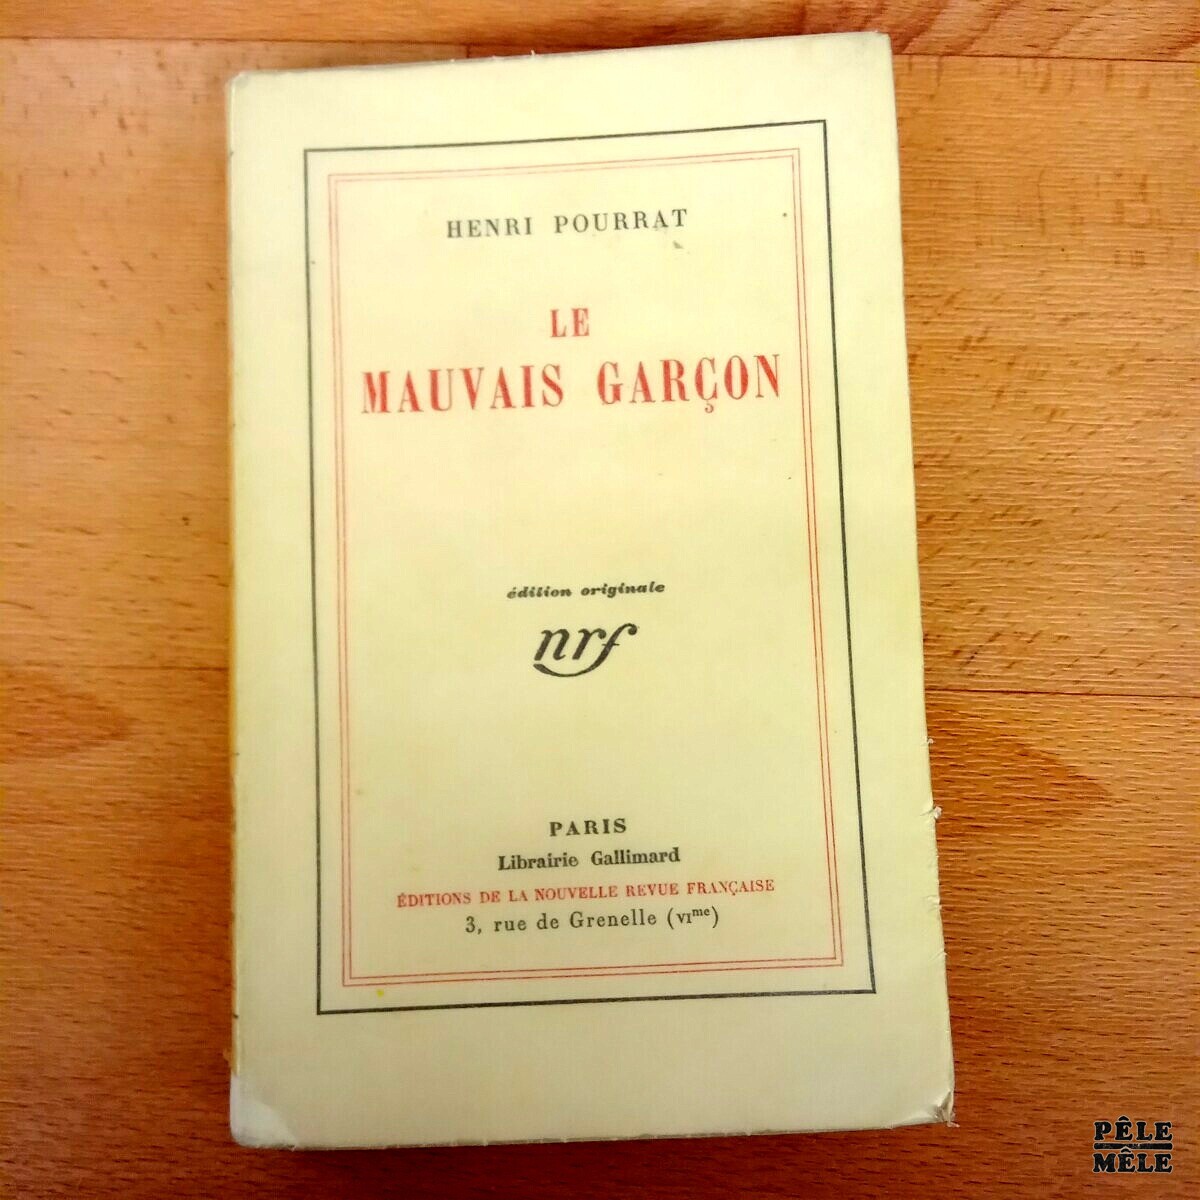 HENRI POURRAT
LE
MAUVAIS GARÇON
édition originale
nrf
PARIS
Librairie Gallimard
ÉDITIONS DE LA NOUVELLE REVUE FRANÇAISE
3, rue de Grenelle (VIme)
PÊLE
MÊLE